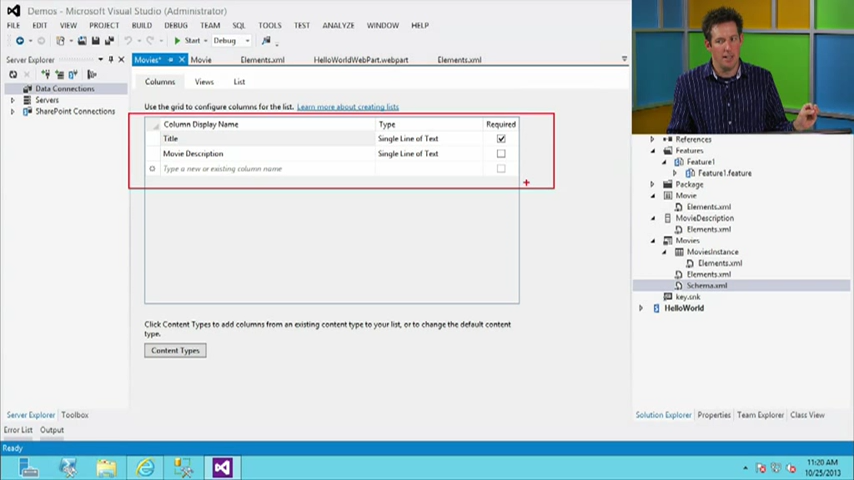 Demos - Microsoft Visual Studio (Administrator)
FILE EDIT VIEW PROJECT BUILD DEBUG TEAM SQL TOOLS TEST ANALYZE WINDOW HELP
Start Debug
Server Explorer
Movies* Movie Elements.xml HelloWorldWebPart.webpart Elements.xml
Data Connections
Servers
SharePoint Connections
Columns Views List
Use the grid to configure columns for the list. Learn more about creating lists
Column Display Name Type Required
Title Single Line of Text
Movie Description Single Line of Text
Type a new or existing column name
Click Content Types to add columns from an existing content type to your list, or to change the default content
type.
Content Types
References
Features
Feature1
Feature1.feature
Package
Movie
Elements.xml
MovieDescription
Elements.xml
Movies
MoviesInstance
Elements.xml
Elements.xml
Schema.xml
key.snk
HelloWorld
Server Explorer Toolbox
Solution Explorer Properties Team Explorer Class View
Error List Output
Ready
11:20 AM
10/25/2013